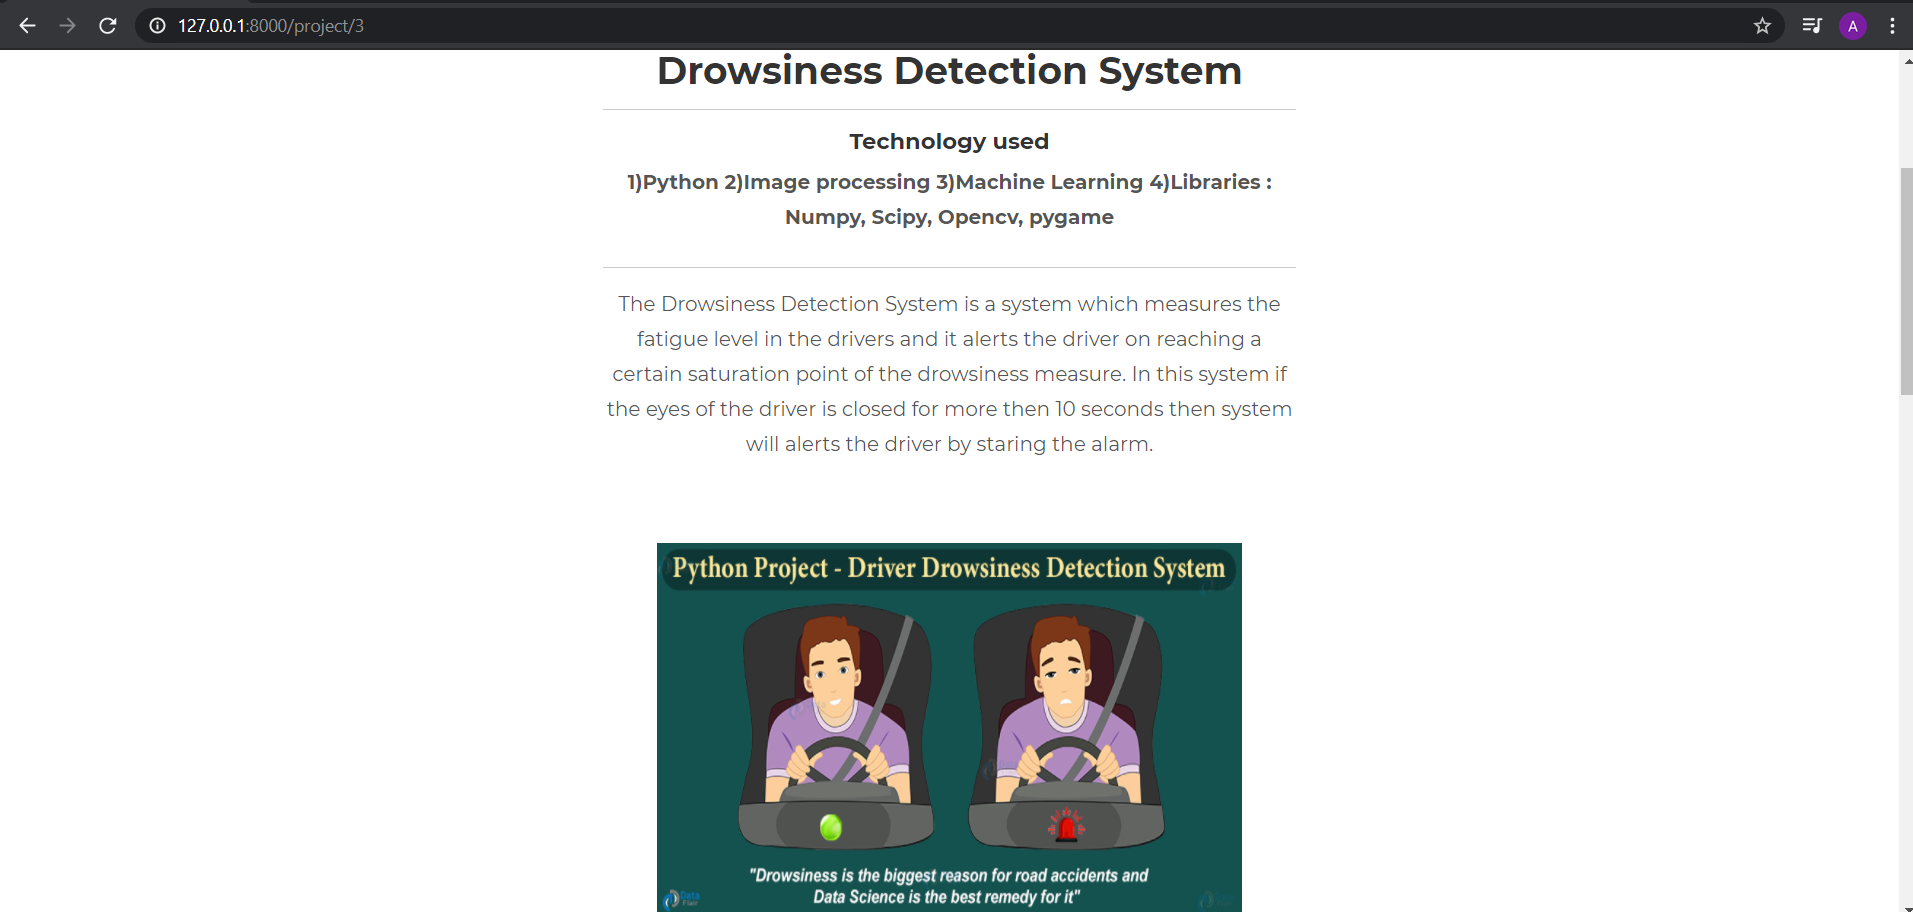 127.0.0.1:8000/project/3
A
Drowsiness Detection System
Technology used
1)Python 2)Image processing 3)Machine Learning 4)Libraries :
Numpy, Scipy, Opencv, pygame
The Drowsiness Detection System is a system which measures the
fatigue level in the drivers and it alerts the driver on reaching a
certain saturation point of the drowsiness measure. In this system if
the eyes of the driver is closed for more then 10 seconds then system
will alerts the driver by staring the alarm.
Python Project - Driver Drowsiness Detection System
"Drowsiness is the biggest reason for road accidents and
Data Science is the best remedy for it"
Data
Flair